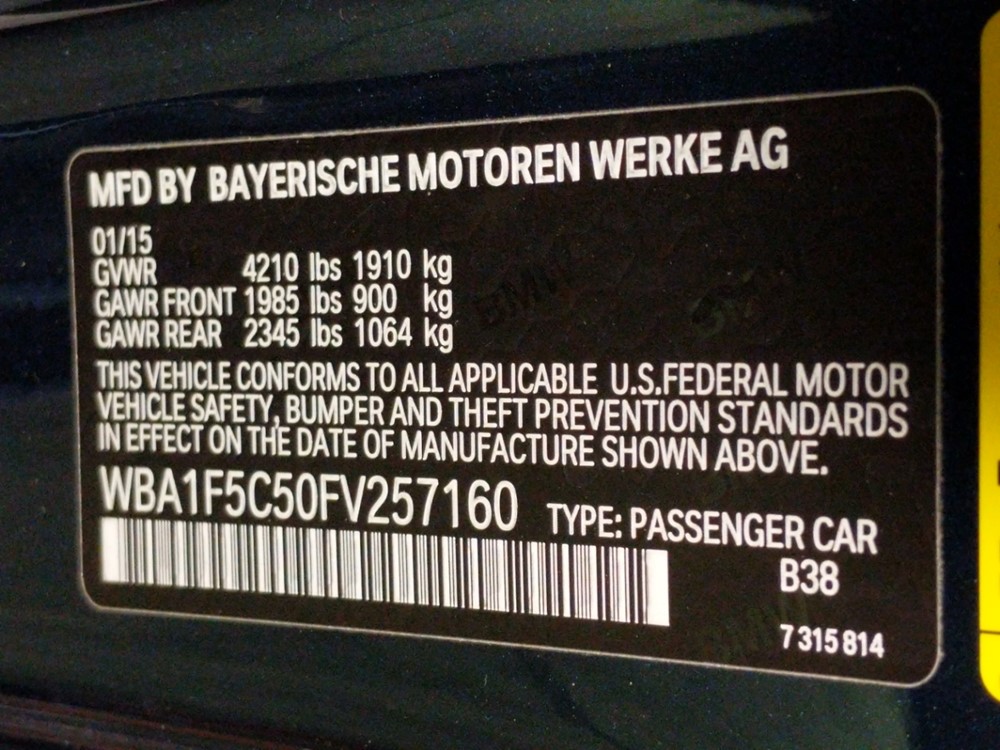 MFD BY BAYERISCHE MOTOREN WERKE AG
01/15
GVWR 4210 lbs 1910 kg
GAWR FRONT 1985 lbs 900 kg
GAWR REAR 2345 lbs 1064 kg
THIS VEHICLE CONFORMS TO ALL APPLICABLE U.S.FEDERAL MOTOR
VEHICLE SAFETY, BUMPER AND THEFT PREVENTION STANDARDS
IN EFFECT ON THE DATE OF MANUFACTURE SHOWN ABOVE.
WBA1F5C50FV257160 TYPE: PASSENGER CAR
B38
7 315 814
BMW
BMW
BMW